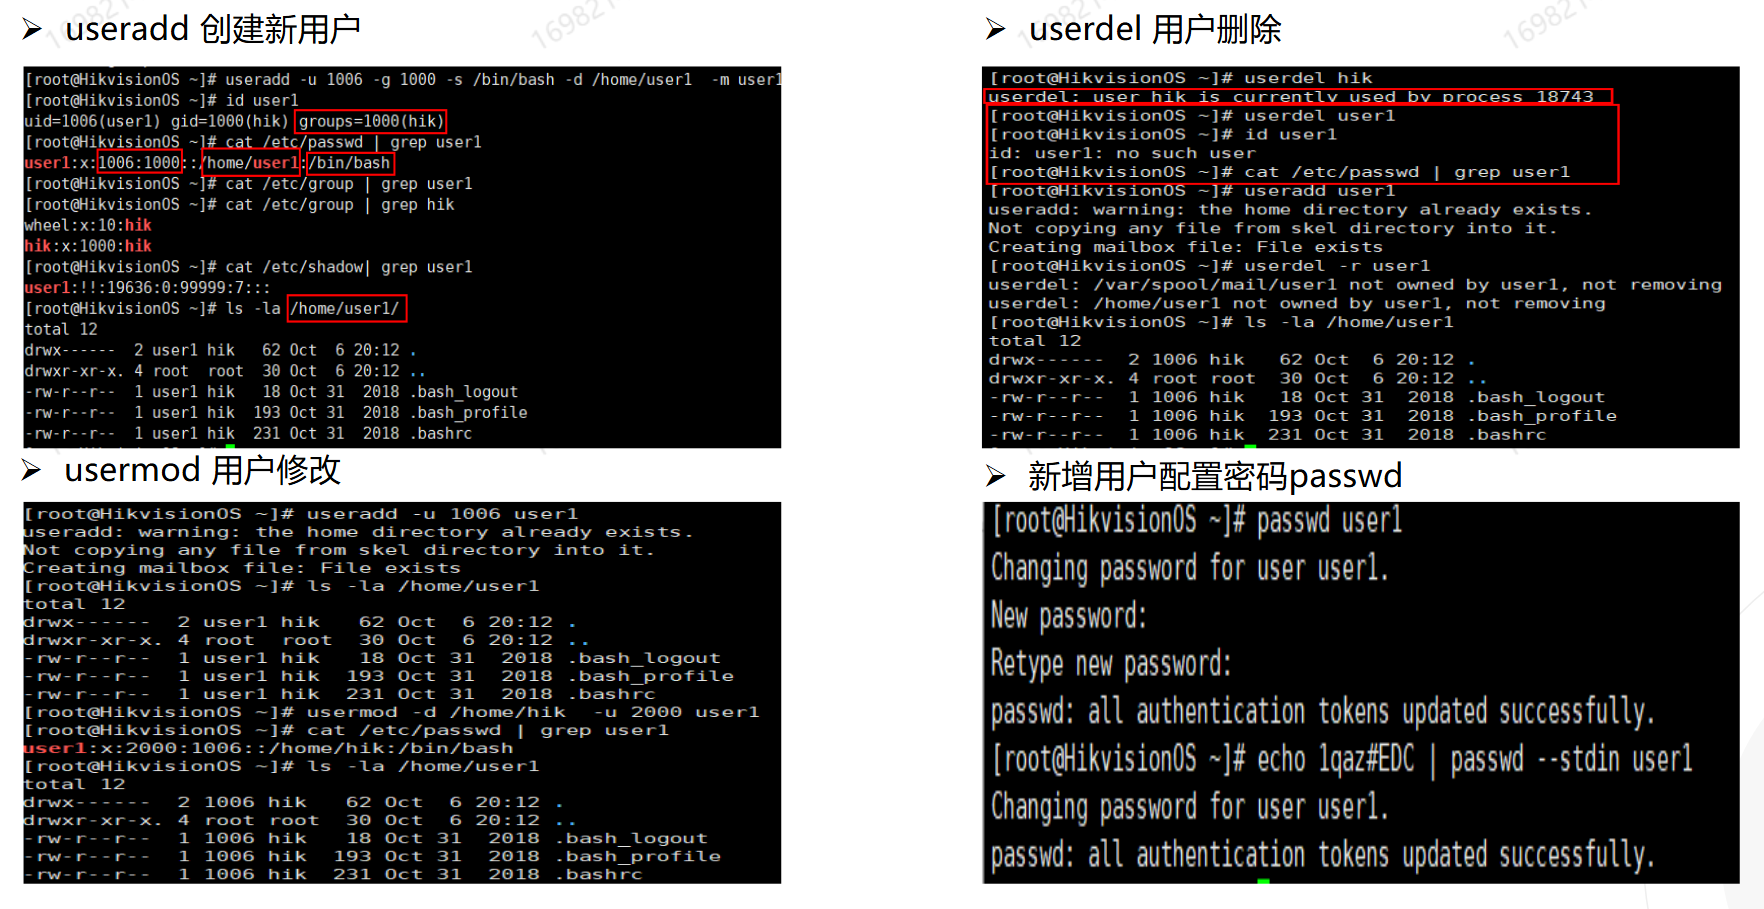 ➢ useradd 创建新用户
[root@HikvisionOS ~]# useradd -u 1006 -g 1000 -s /bin/bash -d /home/user1  -m user1
[root@HikvisionOS ~]# id user1
uid=1006(user1) gid=1000(hik) groups=1000(hik)
[root@HikvisionOS ~]# cat /etc/passwd | grep user1
user1:x:1006:1000::/home/user1:/bin/bash
[root@HikvisionOS ~]# cat /etc/group | grep user1
[root@HikvisionOS ~]# cat /etc/group | grep hik
wheel:x:10:hik
hik:x:1000:hik
[root@HikvisionOS ~]# cat /etc/shadow| grep user1
user1:!!:19636:0:99999:7:::
[root@HikvisionOS ~]# ls -la /home/user1/
total 12
drwx------  2 user1 hik   62 Oct  6 20:12 .
drwxr-xr-x. 4 root  root  30 Oct  6 20:12 ..
-rw-r--r--  1 user1 hik   18 Oct 31  2018 .bash_logout
-rw-r--r--  1 user1 hik  193 Oct 31  2018 .bash_profile
-rw-r--r--  1 user1 hik  231 Oct 31  2018 .bashrc
➢ userdel 用户删除
[root@HikvisionOS ~]# userdel hik
userdel: user hik is currently used by process 18743
[root@HikvisionOS ~]# userdel user1
[root@HikvisionOS ~]# id user1
id: user1: no such user
[root@HikvisionOS ~]# cat /etc/passwd | grep user1
[root@HikvisionOS ~]# useradd user1
useradd: warning: the home directory already exists.
Not copying any file from skel directory into it.
Creating mailbox file: File exists
[root@HikvisionOS ~]# userdel -r user1
userdel: /var/spool/mail/user1 not owned by user1, not removing
userdel: /home/user1 not owned by user1, not removing
[root@HikvisionOS ~]# ls -la /home/user1
total 12
drwx------  2 1006 hik   62 Oct  6 20:12 .
drwxr-xr-x. 4 root root  30 Oct  6 20:12 ..
-rw-r--r--  1 1006 hik   18 Oct 31  2018 .bash_logout
-rw-r--r--  1 1006 hik  193 Oct 31  2018 .bash_profile
-rw-r--r--  1 1006 hik  231 Oct 31  2018 .bashrc
➢ usermod 用户修改
[root@HikvisionOS ~]# useradd -u 1006 user1
useradd: warning: the home directory already exists.
Not copying any file from skel directory into it.
Creating mailbox file: File exists
[root@HikvisionOS ~]# ls -la /home/user1
total 12
drwx------  2 user1 hik   62 Oct  6 20:12 .
drwxr-xr-x. 4 root  root  30 Oct  6 20:12 ..
-rw-r--r--  1 user1 hik   18 Oct 31  2018 .bash_logout
-rw-r--r--  1 user1 hik  193 Oct 31  2018 .bash_profile
-rw-r--r--  1 user1 hik  231 Oct 31  2018 .bashrc
[root@HikvisionOS ~]# usermod -d /home/hik  -u 2000 user1
[root@HikvisionOS ~]# cat /etc/passwd | grep user1
user1:x:2000:1006::/home/hik:/bin/bash
[root@HikvisionOS ~]# ls -la /home/user1
total 12
drwx------  2 1006 hik   62 Oct  6 20:12 .
drwxr-xr-x. 4 root root  30 Oct  6 20:12 ..
-rw-r--r--  1 1006 hik   18 Oct 31  2018 .bash_logout
-rw-r--r--  1 1006 hik  193 Oct 31  2018 .bash_profile
-rw-r--r--  1 1006 hik  231 Oct 31  2018 .bashrc
➢ 新增用户配置密码passwd
[root@HikvisionOS ~]# passwd user1
Changing password for user user1.
New password:
Retype new password:
passwd: all authentication tokens updated successfully.
[root@HikvisionOS ~]# echo 1qaz#EDC | passwd --stdin user1
Changing password for user user1.
passwd: all authentication tokens updated successfully.